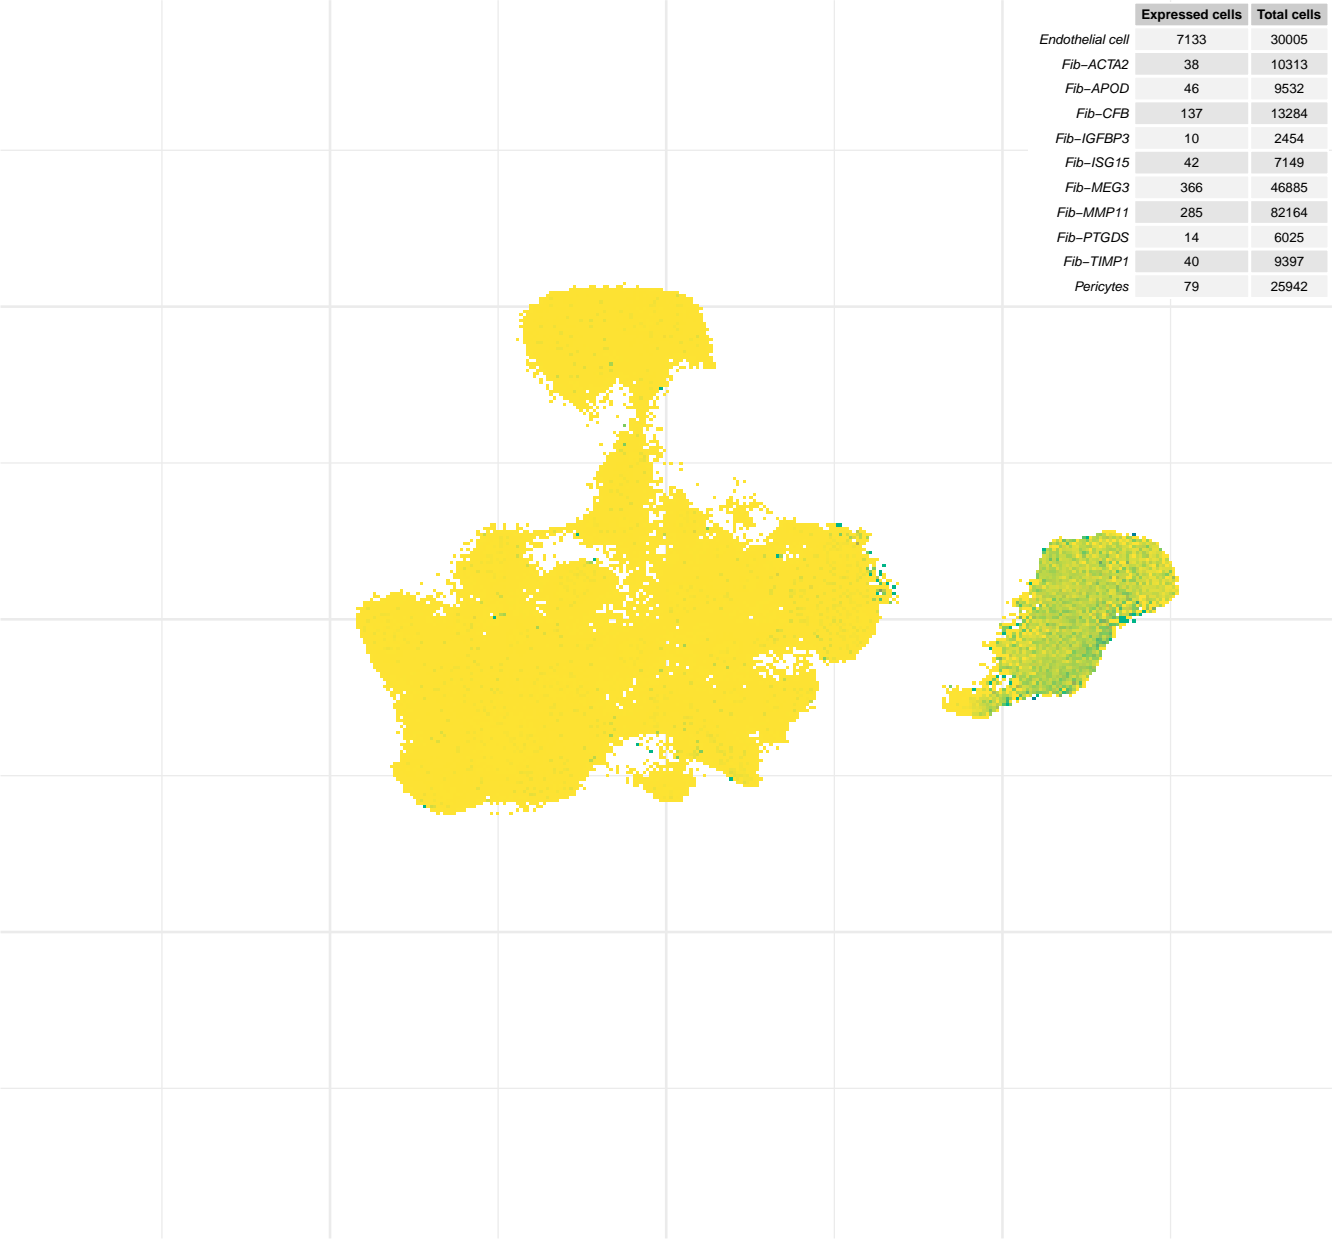 Expressed cells Total cells
Endothelial cell 7133 30005
Fib−ACTA2 38 10313
Fib−APOD 46 9532
Fib−CFB 137 13284
Fib−IGFBP3 10 2454
Fib−ISG15 42 7149
Fib−MEG3 366 46885
Fib−MMP11 285 82164
Fib−PTGDS 14 6025
Fib−TIMP1 40 9397
Pericytes 79 25942